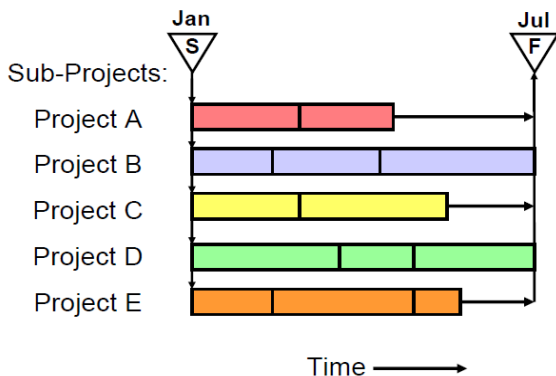 Jan Jul
S F
Sub-Projects:
Project A
Project B
Project C
Project D
Project E
Time